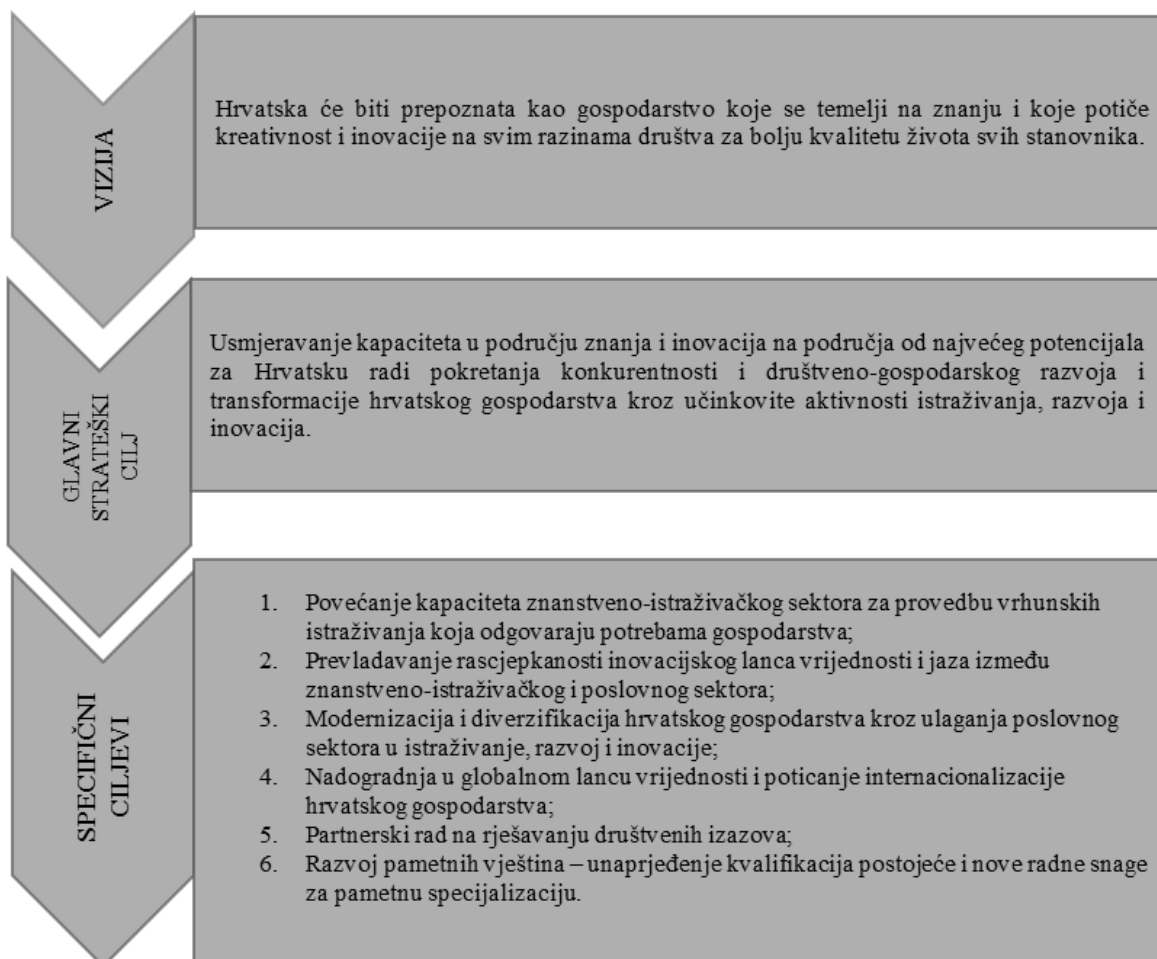 VIZIJA
Hrvatska će biti prepoznata kao gospodarstvo koje se temelji na znanju i koje potiče
kreativnost i inovacije na svim razinama društva za bolju kvalitetu života svih stanovnika.
GLAVNI
STRATEŠKI
CILJ
Usmjeravanje kapaciteta u području znanja i inovacija na područja od najvećeg potencijala
za Hrvatsku radi pokretanja konkurentnosti i društveno-gospodarskog razvoja i
transformacije hrvatskog gospodarstva kroz učinkovite aktivnosti istraživanja, razvoja i
inovacija.
SPECIFIČNI
CILJEVI
1. Povećanje kapaciteta znanstveno-istraživačkog sektora za provedbu vrhunskih
istraživanja koja odgovaraju potrebama gospodarstva;
2. Prevladavanje rascjepkanosti inovacijskog lanca vrijednosti i jaza između
znanstveno-istraživačkog i poslovnog sektora;
3. Modernizacija i diverzifikacija hrvatskog gospodarstva kroz ulaganja poslovnog
sektora u istraživanje, razvoj i inovacije;
4. Nadogradnja u globalnom lancu vrijednosti i poticanje internacionalizacije
hrvatskog gospodarstva;
5. Partnerski rad na rješavanju društvenih izazova;
6. Razvoj pametnih vještina – unaprjeđenje kvalifikacija postojeće i nove radne snage
za pametnu specijalizaciju.